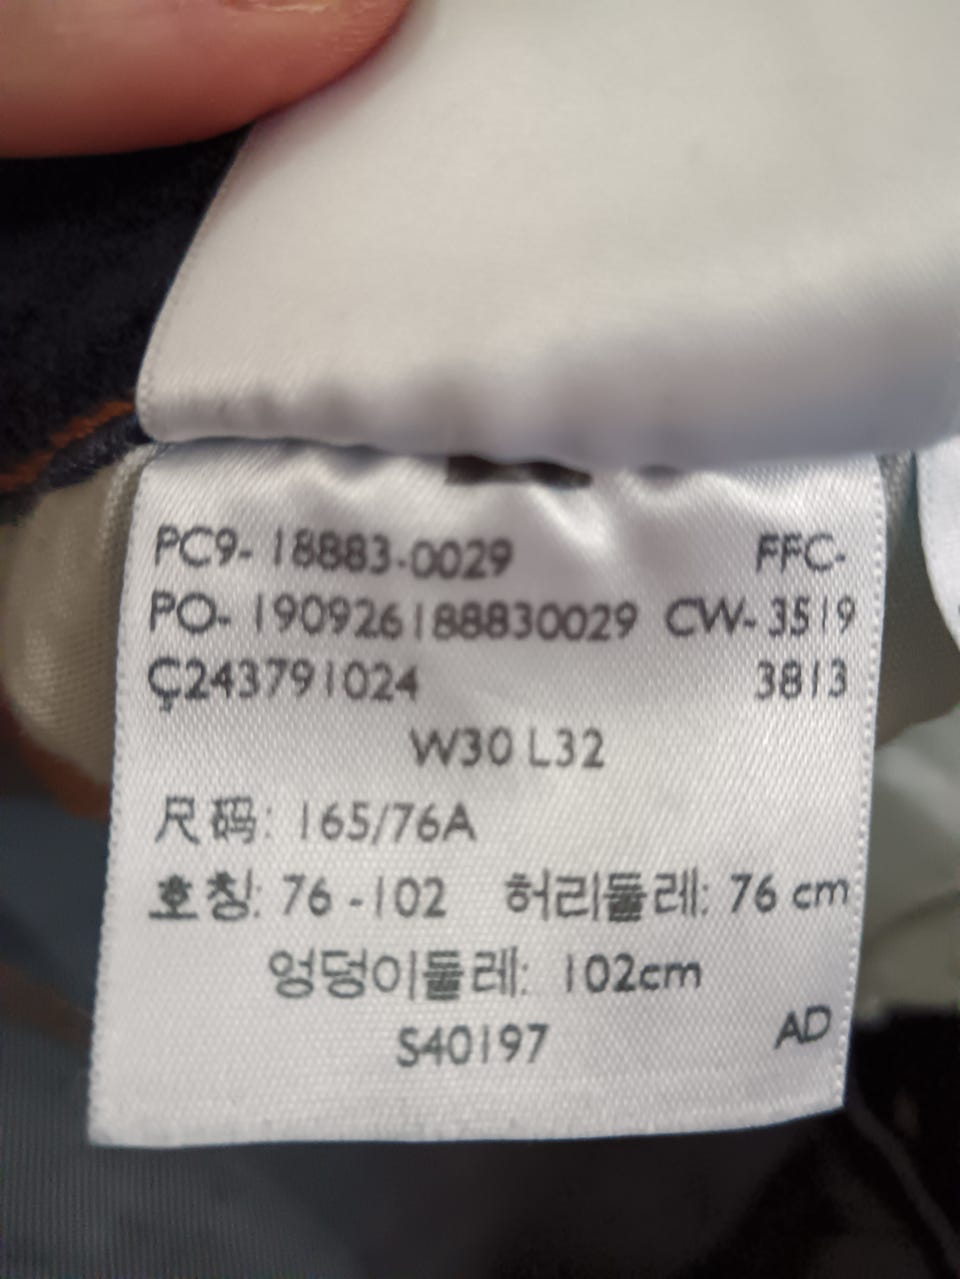 PC9- 18883-0029 FFC-
PO- 190926188830029 CW- 3519
Ç243791024 3813
W30 L32
尺码: 165/76A
호칭: 76 -102 허리둘레: 76 cm
엉덩이둘레: 102cm
S40197 AD